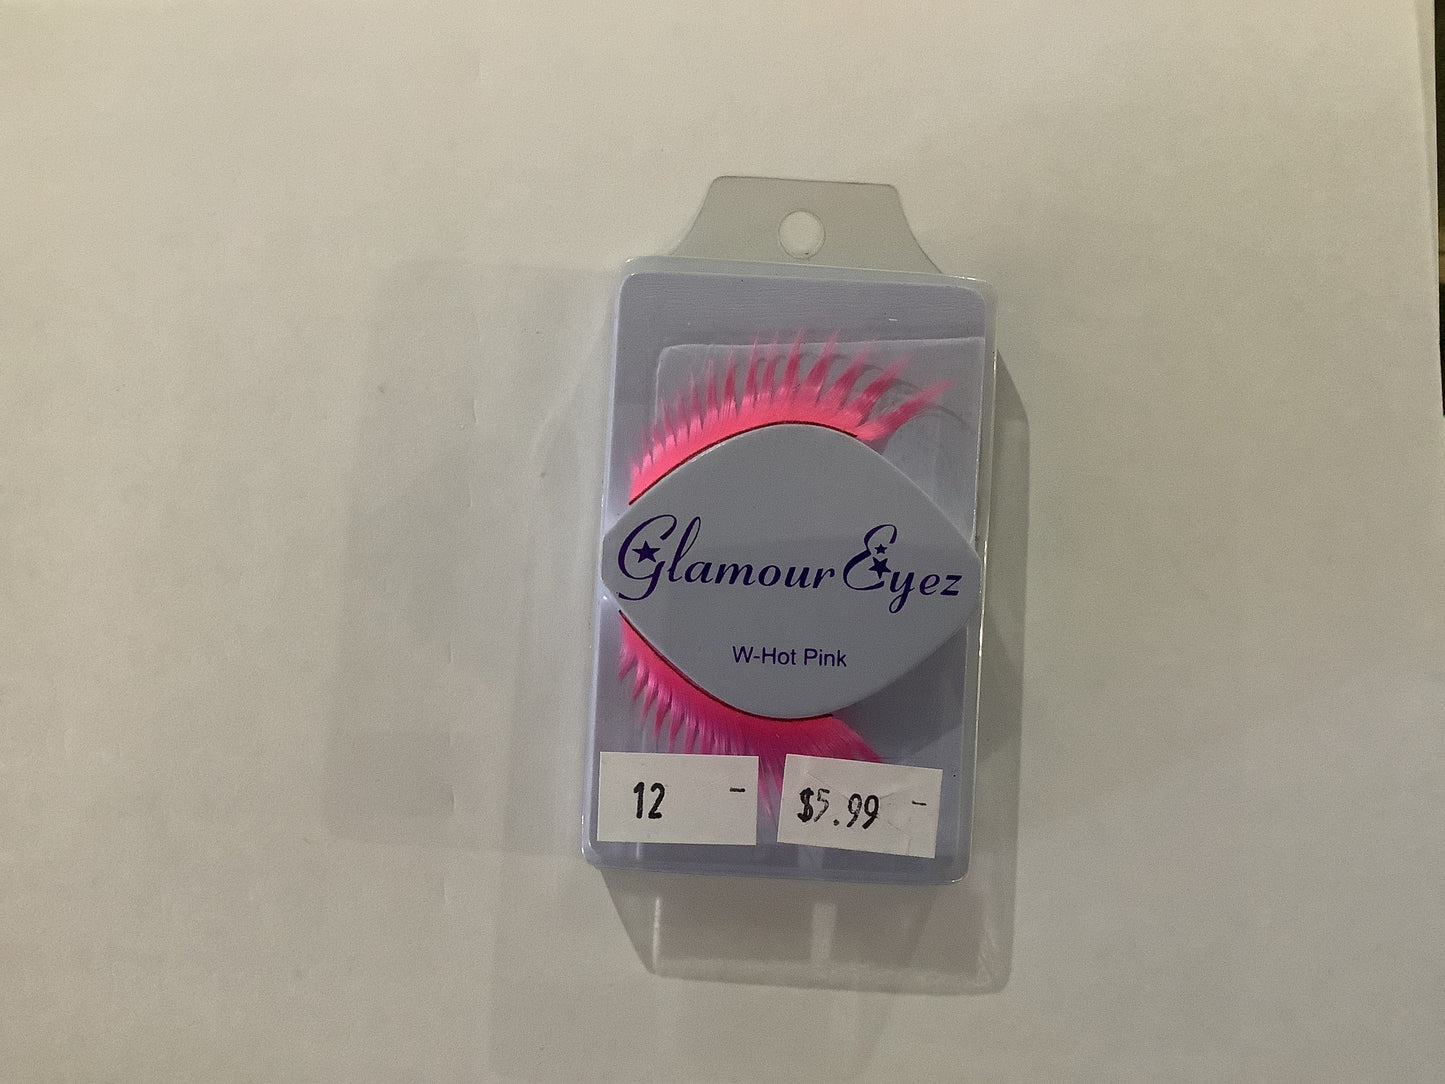 Glamour Eyez
W-Hot Pink
12 -
$5.99 -